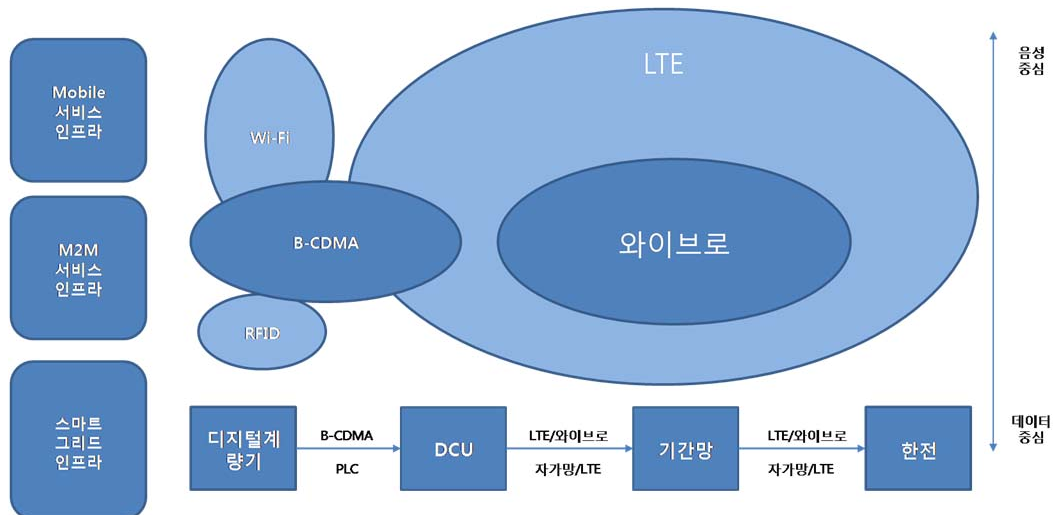 Mobile
서비스
인프라
M2M
서비스
인프라
스마트
그리드
인프라
Wi-Fi
LTE
B-CDMA
와이브로
RFID
음성
중심
데이터
중심
디지털계
량기
B-CDMA
PLC
DCU
LTE/와이브로
자가망/LTE
기간망
LTE/와이브로
자가망/LTE
한전